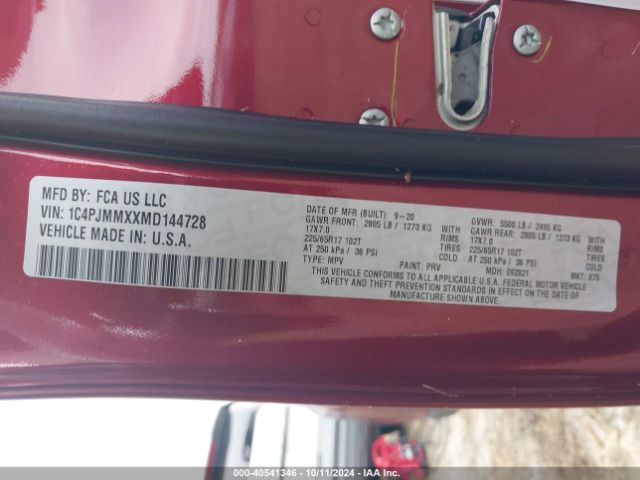 MFD BY: FCA US LLC
VIN: 1C4PJMMXXMD144728
VEHICLE MADE IN: U.S.A.
DATE OF MFR (BUILT): 9-20 GVWR: 5500 LB / 2495 KG
GAWR FRONT: 2805 LB / 1273 KG WITH GAWR REAR: 2805 LB / 1273 KG WITH
17X7.0 RIMS 17X7.0 RIMS
225/65R17 102T TIRES 225/65R17 102T TIRES
AT 250 kPa / 36 PSI COLD AT 250 kPa / 36 PSI COLD
TYPE: MPV PAINT: PRV MDH: 092821 MKT: 875
THIS VEHICLE CONFORMS TO ALL APPLICABLE U.S.A. FEDERAL MOTOR VEHICLE
SAFETY AND THEFT PREVENTION STANDARDS IN EFFECT ON THE DATE OF
MANUFACTURE SHOWN ABOVE.
000-40541346 - 10/11/2024 - IAA Inc.